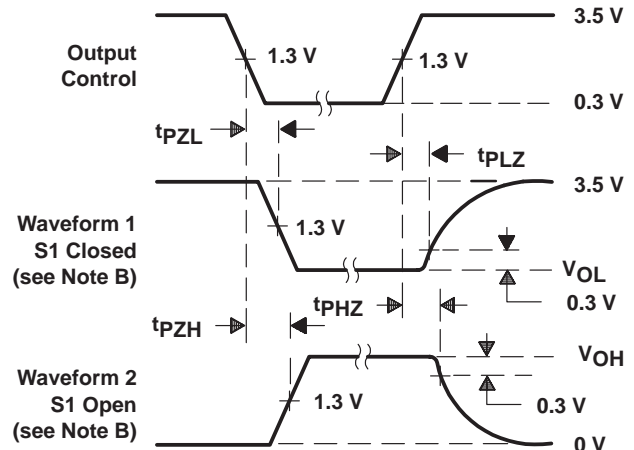 3.5 V
Output
Control
1.3 V
1.3 V
0.3 V
tPZL
tPLZ
3.5 V
Waveform 1
S1 Closed
(see Note B)
1.3 V
VOL
0.3 V
tPZH
tPHZ
VOH
Waveform 2
S1 Open
(see Note B)
1.3 V
0.3 V
0 V